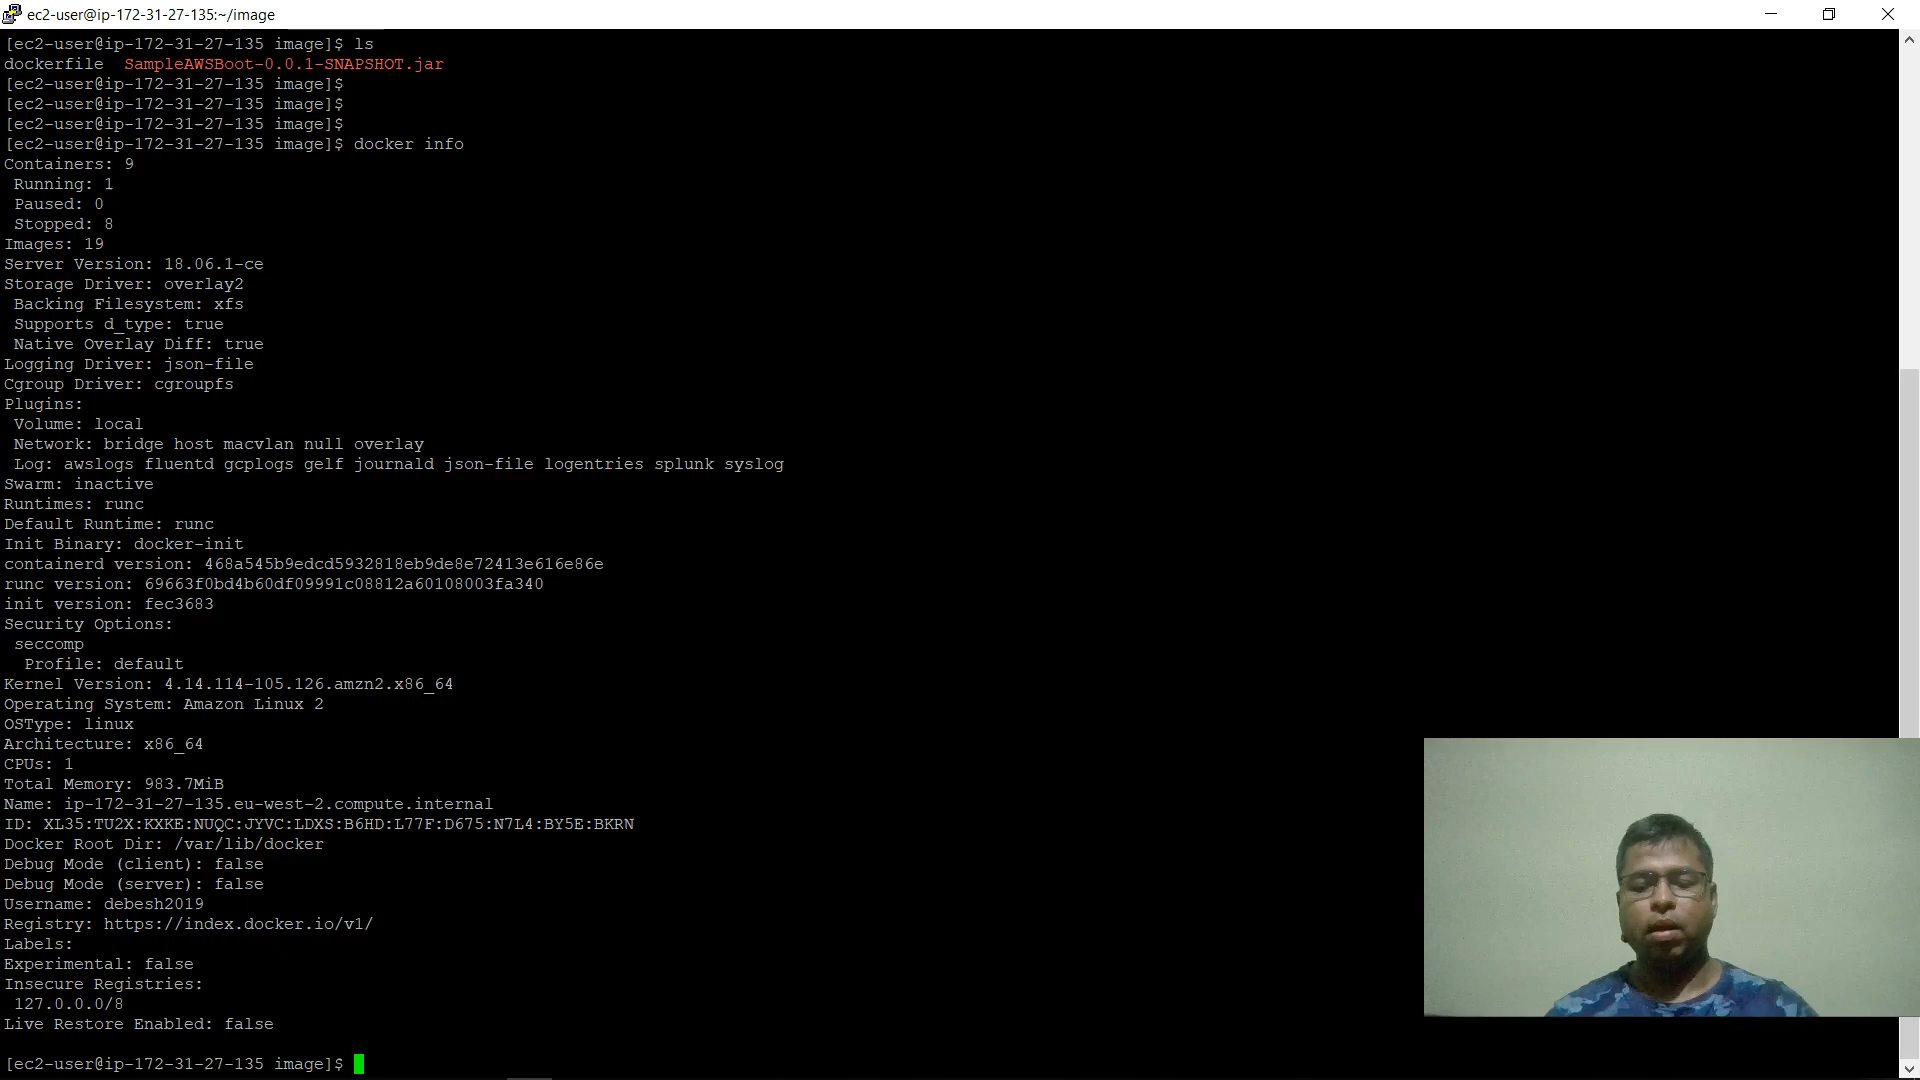 ec2-user@ip-172-31-27-135:~/image
[ec2-user@ip-172-31-27-135 image]$ ls
dockerfile  SampleAWSBoot-0.0.1-SNAPSHOT.jar
[ec2-user@ip-172-31-27-135 image]$
[ec2-user@ip-172-31-27-135 image]$
[ec2-user@ip-172-31-27-135 image]$
[ec2-user@ip-172-31-27-135 image]$ docker info
Containers: 9
 Running: 1
 Paused: 0
 Stopped: 8
Images: 19
Server Version: 18.06.1-ce
Storage Driver: overlay2
 Backing Filesystem: xfs
 Supports d_type: true
 Native Overlay Diff: true
Logging Driver: json-file
Cgroup Driver: cgroupfs
Plugins:
 Volume: local
 Network: bridge host macvlan null overlay
 Log: awslogs fluentd gcplogs gelf journald json-file logentries splunk syslog
Swarm: inactive
Runtimes: runc
Default Runtime: runc
Init Binary: docker-init
containerd version: 468a545b9edcd5932818eb9de8e72413e616e86e
runc version: 69663f0bd4b60df09991c08812a60108003fa340
init version: fec3683
Security Options:
 seccomp
  Profile: default
Kernel Version: 4.14.114-105.126.amzn2.x86_64
Operating System: Amazon Linux 2
OSType: linux
Architecture: x86_64
CPUs: 1
Total Memory: 983.7MiB
Name: ip-172-31-27-135.eu-west-2.compute.internal
ID: XL35:TU2X:KXKE:NUQC:JYVC:LDXS:B6HD:L77F:D675:N7L4:BY5E:BKRN
Docker Root Dir: /var/lib/docker
Debug Mode (client): false
Debug Mode (server): false
Username: debesh2019
Registry: https://index.docker.io/v1/
Labels:
Experimental: false
Insecure Registries:
 127.0.0.0/8
Live Restore Enabled: false
[ec2-user@ip-172-31-27-135 image]$